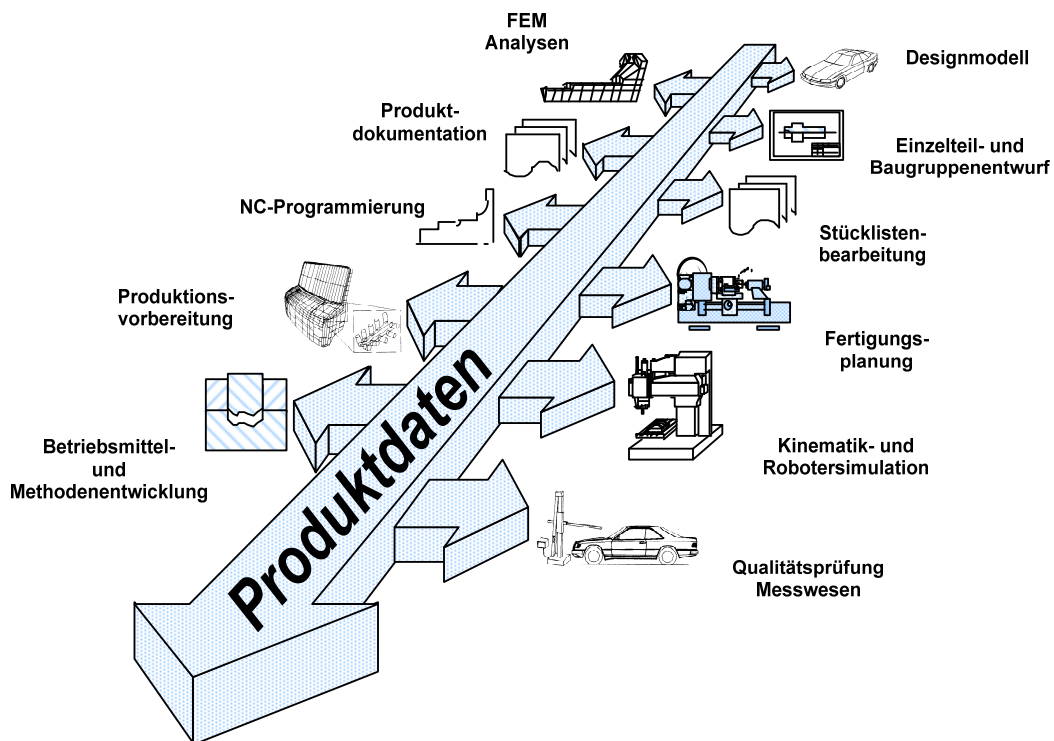 FEM
Analysen
Designmodell
Produkt-
dokumentation
Einzelteil- und
Baugruppenentwurf
NC-Programmierung
Stücklisten-
bearbeitung
Produktions-
vorbereitung
Fertigungs-
planung
Produktdaten
Betriebsmittel-
und
Methodenentwicklung
Kinematik- und
Robotersimulation
Qualitätsprüfung
Messwesen